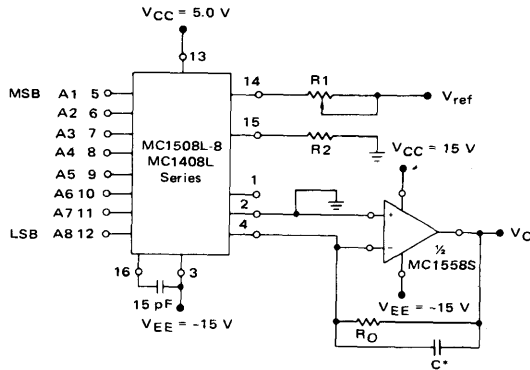 VCC = 5.0 V
13
MSB A1 5
A2 6
A3 7
A4 8
A5 9
A6 10
A7 11
LSB A8 12
MC1508L-8
MC1408L
Series
14
R1
Vref
15
R2
1
2
4
VCC = 15 V
+
−
½
MC1558S
VO
VEE = -15 V
RO
C*
16
3
15 pF
VEE = -15 V